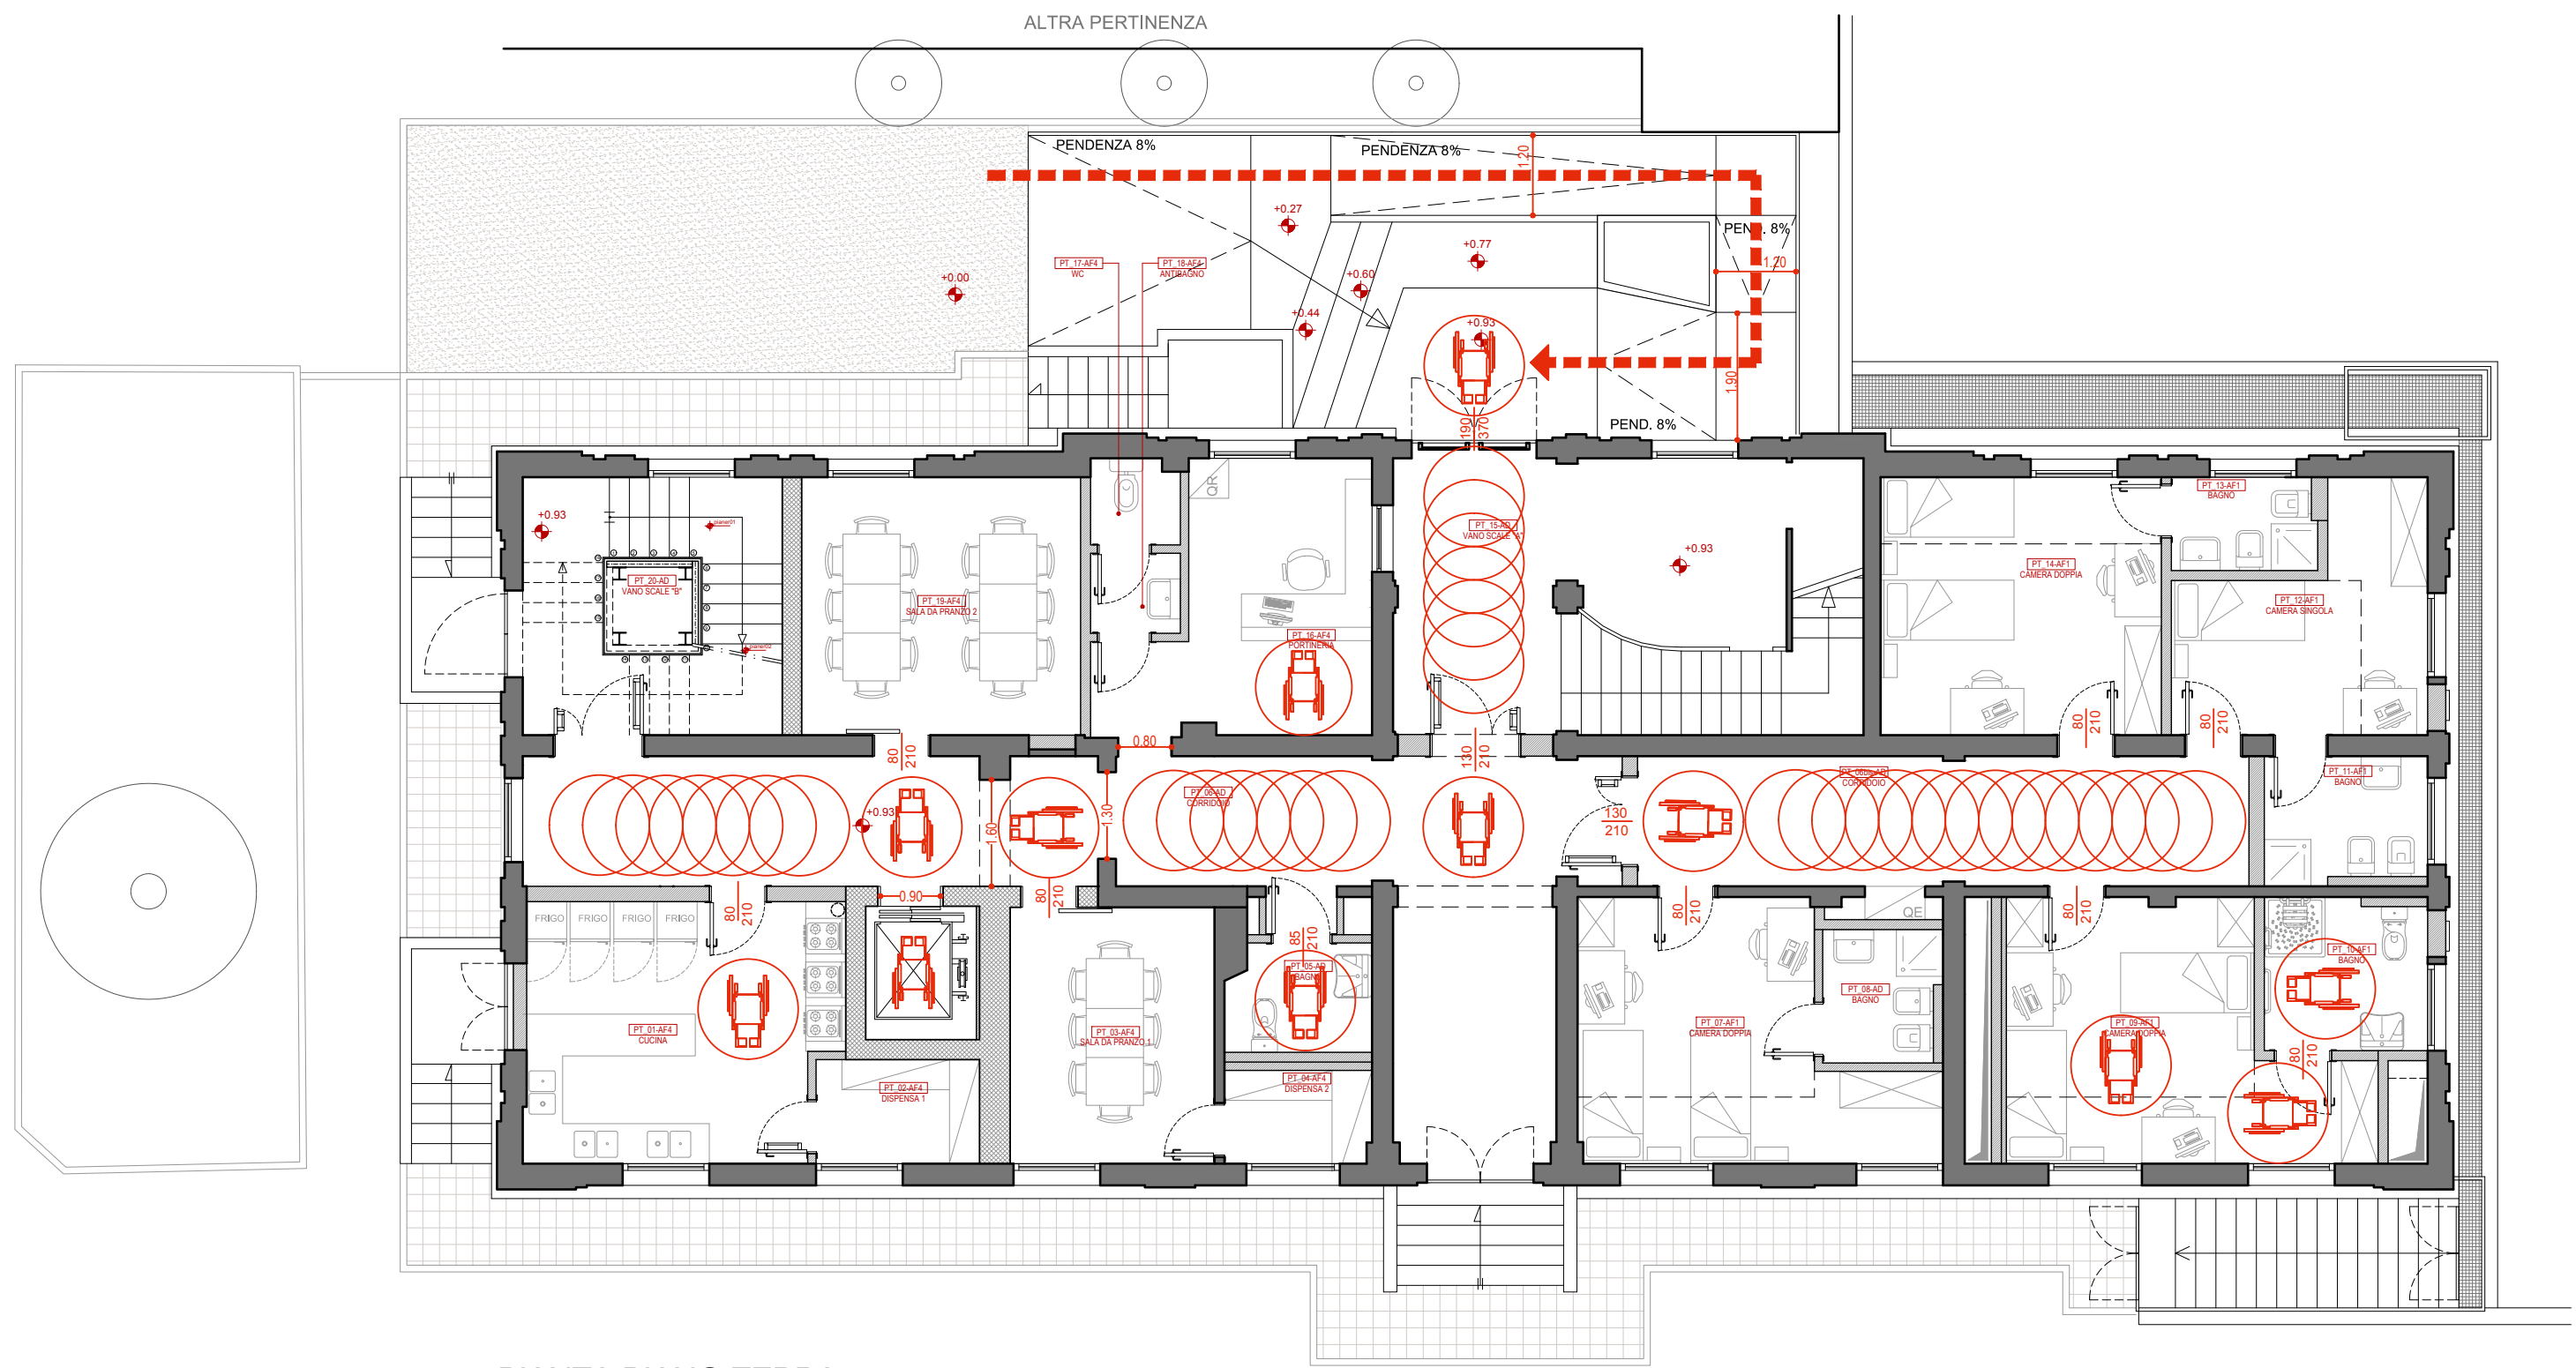 ALTRA PERTINENZA
PENDENZA 8%
PENDENZA 8%
1.20
+0.27
PEND. 8%
+0.77
PT_17-AF4
WC
PT_18-AF4
ANTIBAGNO
1.20
+0.00
+0.60
+0.44
+0.93
1.90
190
370
PEND. 8%
QR
PT_13-AF1
BAGNO
+0.93
PT_15-AD
VANO SCALE "A"
pianer01
+0.93
PT_14-AF1
CAMERA DOPPIA
PT_20-AD
VANO SCALE "B"
PT_19-AF4
SALA DA PRANZO 2
PT_12-AF1
CAMERA SINGOLA
PT_16-AF4
PORTINERIA
pianer02
80
210
80
210
0.80
80
210
130
210
PT_06-AD
CORRIDOIO
CORRIDOIO
PT_11-AF1
BAGNO
+0.93
1.60
1.30
130
210
0.90
80
210
80
210
80
210
80
210
FRIGO
FRIGO
FRIGO
FRIGO
QE
85
210
PT_05-AD
BAGNO
PT_10-AF1
BAGNO
PT_08-AD
BAGNO
PT_01-AF4
CUCINA
PT_03-AF4
SALA DA PRANZO 1
PT_07-AF1
CAMERA DOPPIA
PT_09-AF1
CAMERA DOPPIA
80
210
PT_02-AF4
DISPENSA 1
PT_04-AF4
DISPENSA 2